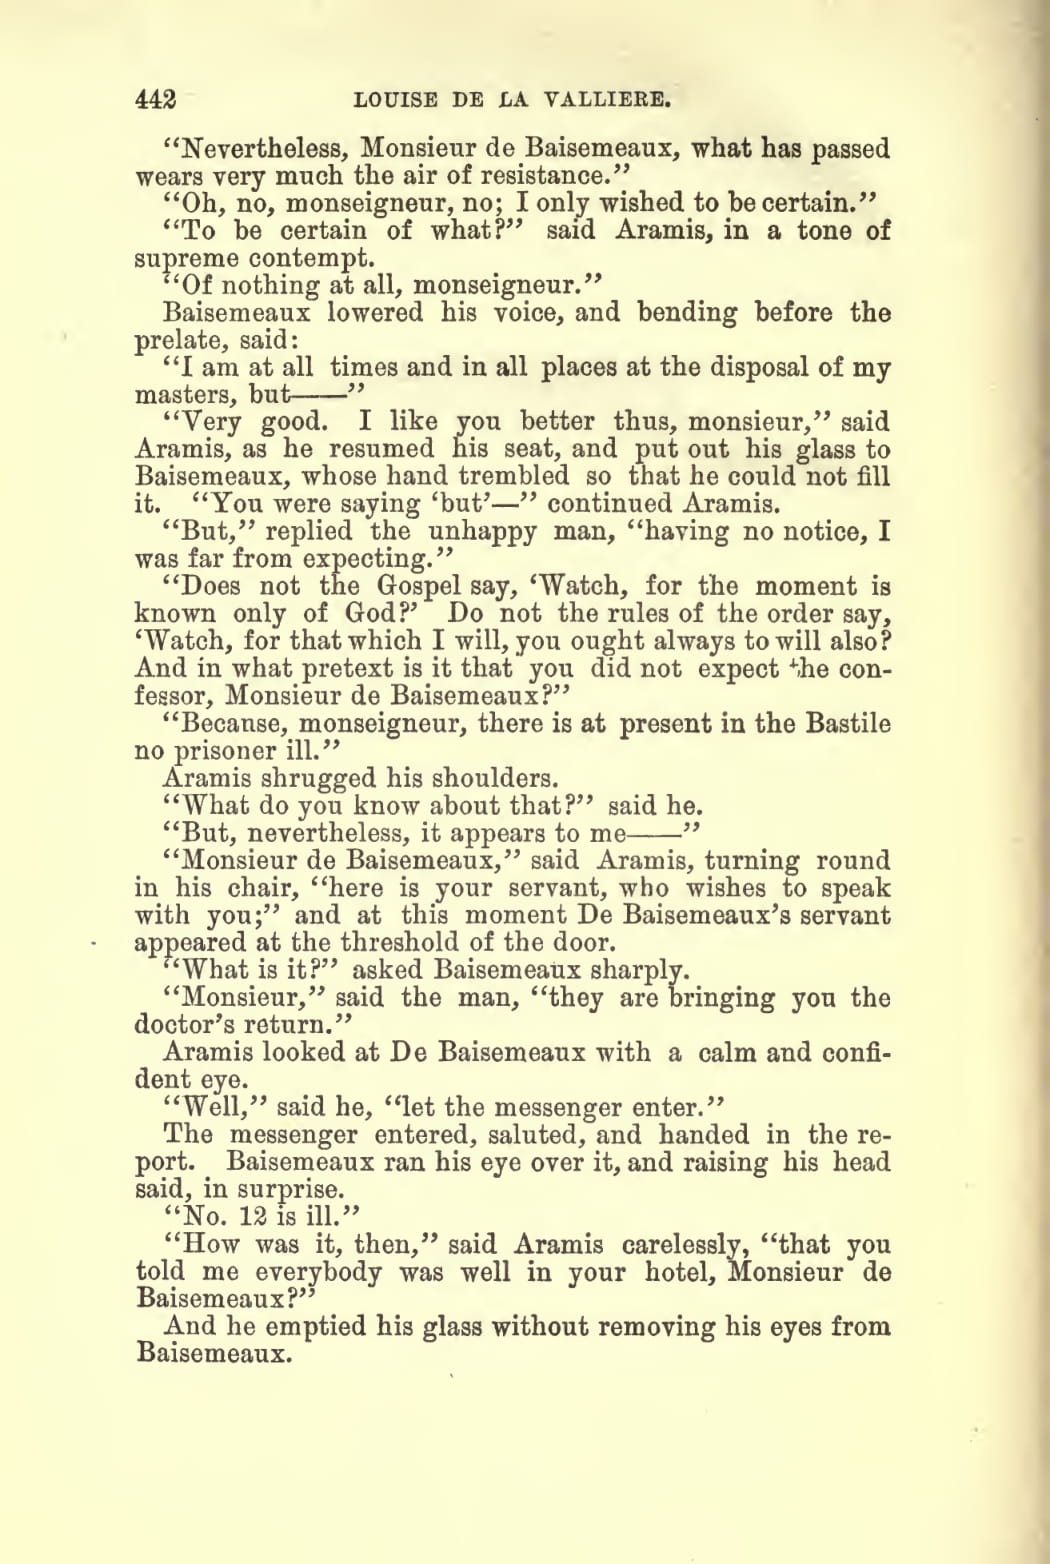 442 LOUISE DE LA VALLIERE.
“Nevertheless, Monsieur de Baisemeaux, what has passed
wears very much the air of resistance.”
“Oh, no, monseigneur, no; I only wished to be certain.”
“To be certain of what?” said Aramis, in a tone of
supreme contempt.
“Of nothing at all, monseigneur.”
Baisemeaux lowered his voice, and bending before the
prelate, said:
“I am at all times and in all places at the disposal of my
masters, but——”
“Very good. I like you better thus, monsieur,” said
Aramis, as he resumed his seat, and put out his glass to
Baisemeaux, whose hand trembled so that he could not fill
it. “You were saying ‘but’—” continued Aramis.
“But,” replied the unhappy man, “having no notice, I
was far from expecting.”
“Does not the Gospel say, ‘Watch, for the moment is
known only of God?’ Do not the rules of the order say,
‘Watch, for that which I will, you ought always to will also?
And in what pretext is it that you did not expect the con-
fessor, Monsieur de Baisemeaux?”
“Because, monseigneur, there is at present in the Bastile
no prisoner ill.”
Aramis shrugged his shoulders.
“What do you know about that?” said he.
“But, nevertheless, it appears to me——”
“Monsieur de Baisemeaux,” said Aramis, turning round
in his chair, “here is your servant, who wishes to speak
with you;” and at this moment De Baisemeaux’s servant
appeared at the threshold of the door.
“What is it?” asked Baisemeaux sharply.
“Monsieur,” said the man, “they are bringing you the
doctor’s return.”
Aramis looked at De Baisemeaux with a calm and confi-
dent eye.
“Well,” said he, “let the messenger enter.”
The messenger entered, saluted, and handed in the re-
port. Baisemeaux ran his eye over it, and raising his head
said, in surprise.
“No. 12 is ill.”
“How was it, then,” said Aramis carelessly, “that you
told me everybody was well in your hotel, Monsieur de
Baisemeaux?”
And he emptied his glass without removing his eyes from
Baisemeaux.